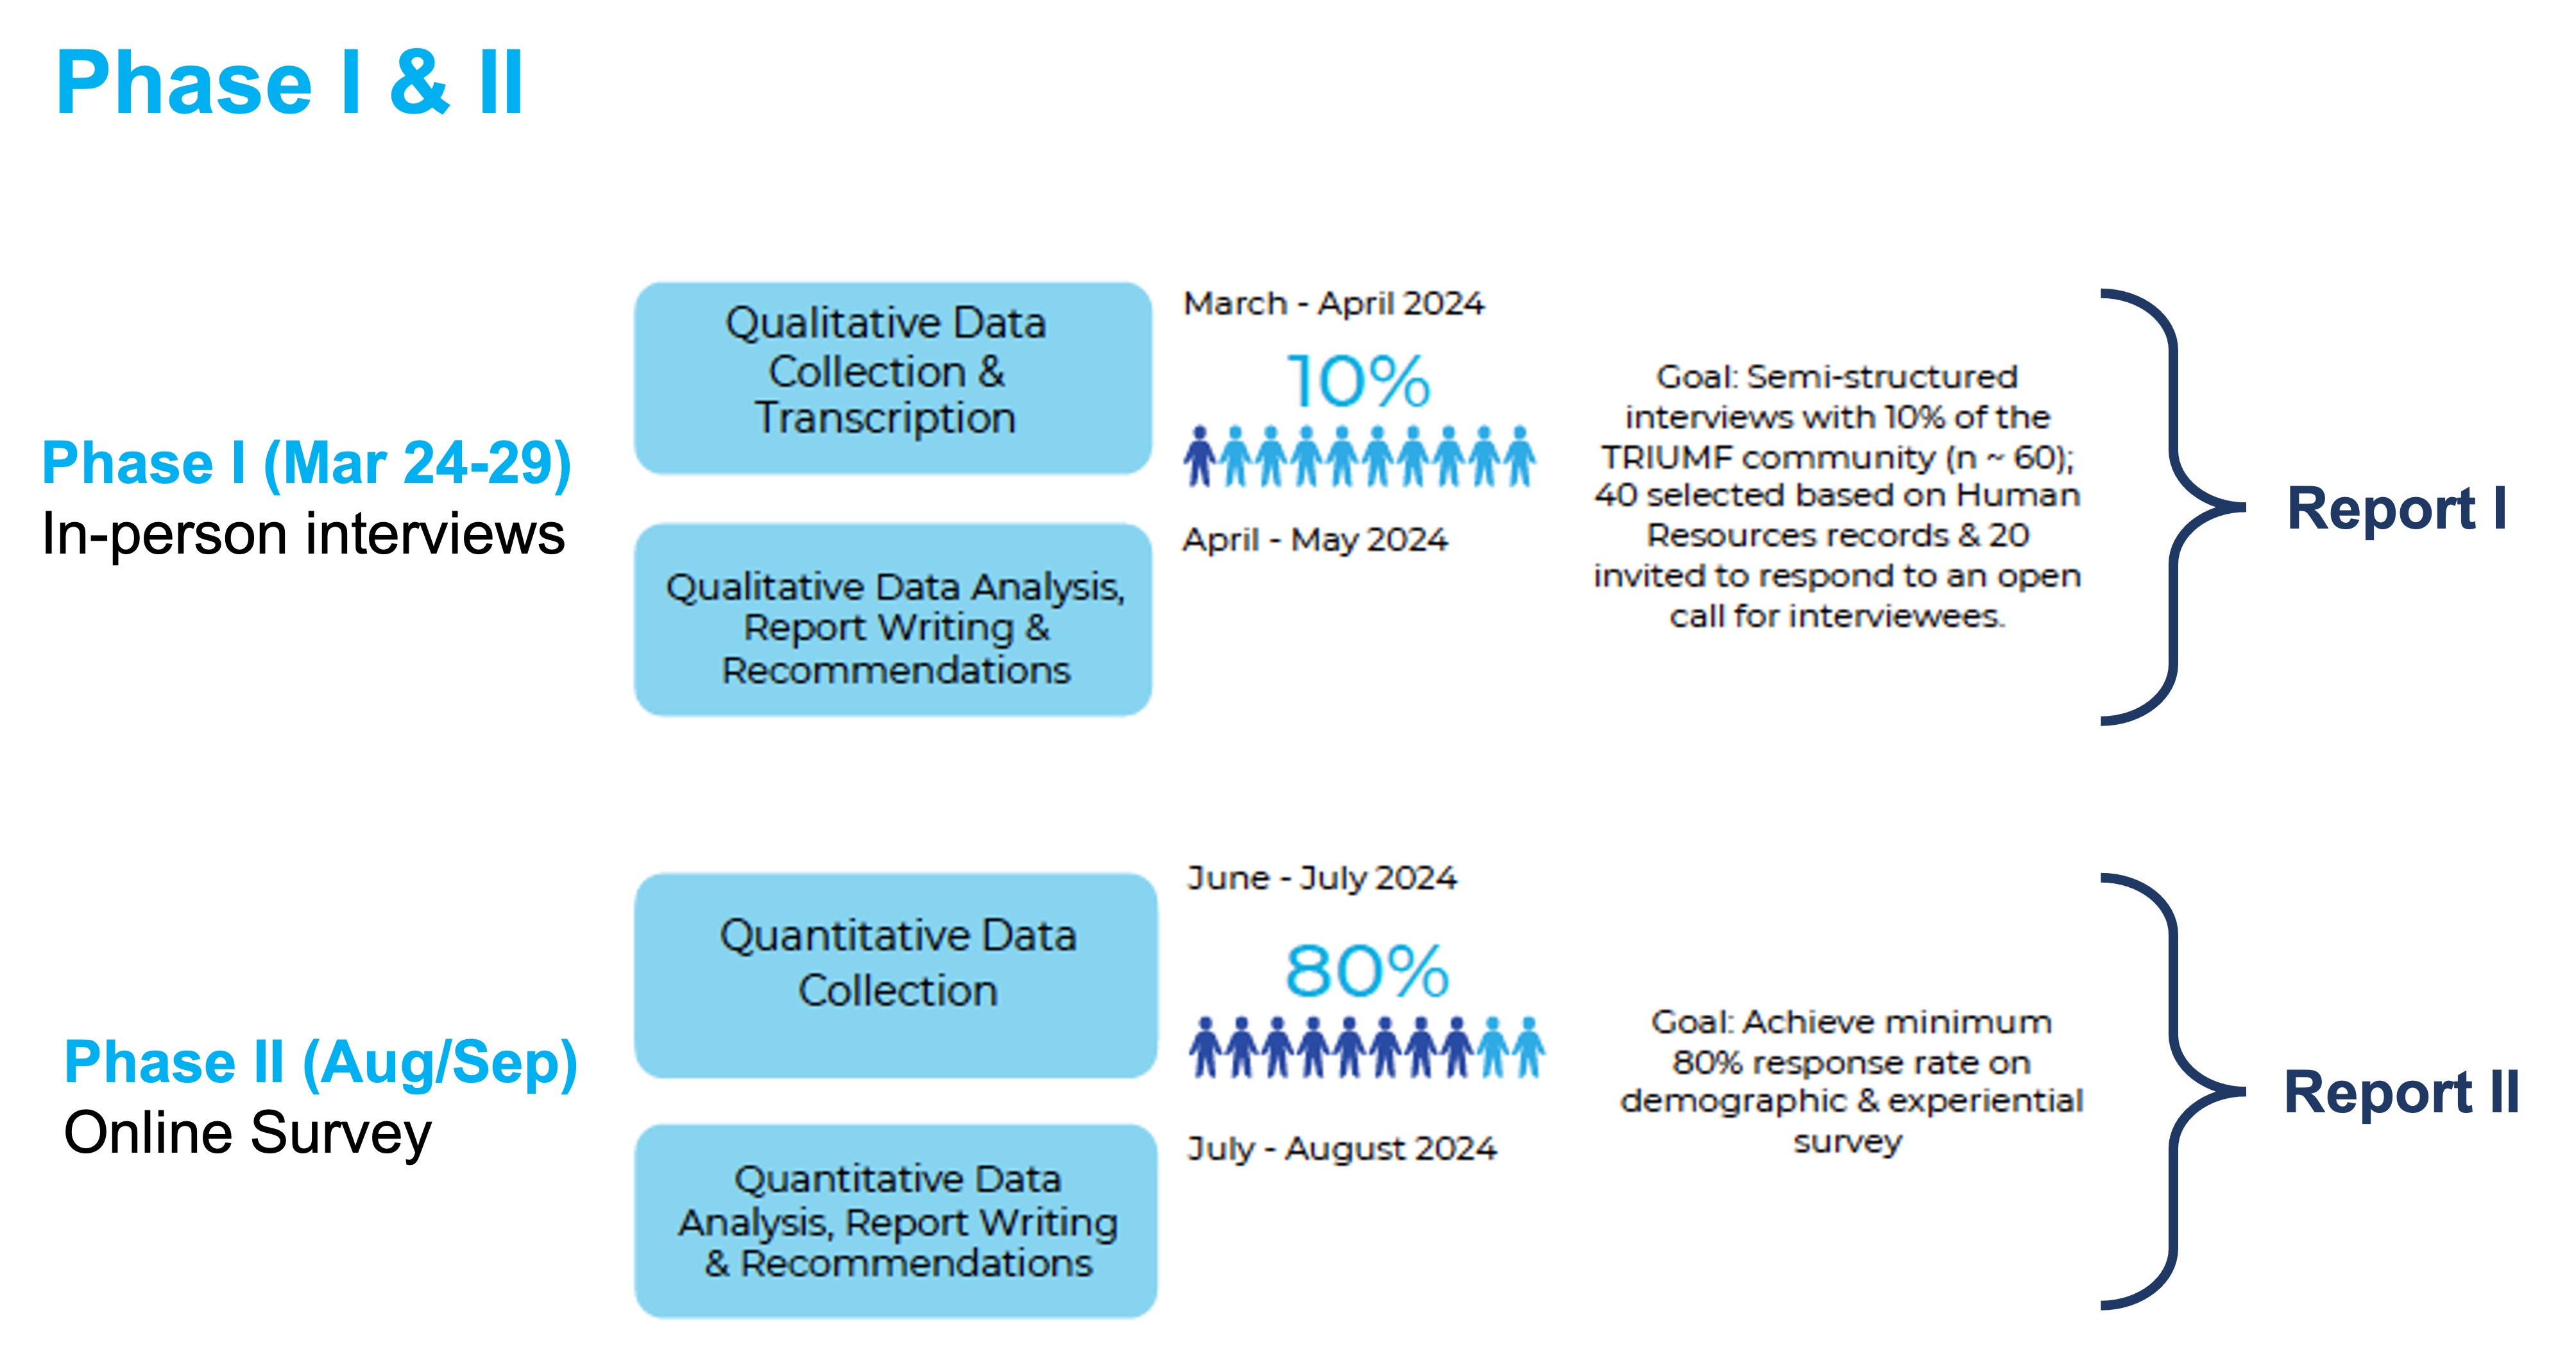 Phase I & II
Phase I (Mar 24-29)
In-person interviews
Qualitative Data
Collection &
Transcription
Qualitative Data Analysis,
Report Writing &
Recommendations
March - April 2024
10%
April - May 2024
Goal: Semi-structured
interviews with 10% of the
TRIUMF community (n ~ 60);
40 selected based on Human
Resources records & 20
invited to respond to an open
call for interviewees.
Report I
Phase II (Aug/Sep)
Online Survey
Quantitative Data
Collection
Quantitative Data
Analysis, Report Writing
& Recommendations
June - July 2024
80%
July - August 2024
Goal: Achieve minimum
80% response rate on
demographic & experiential
survey
Report II